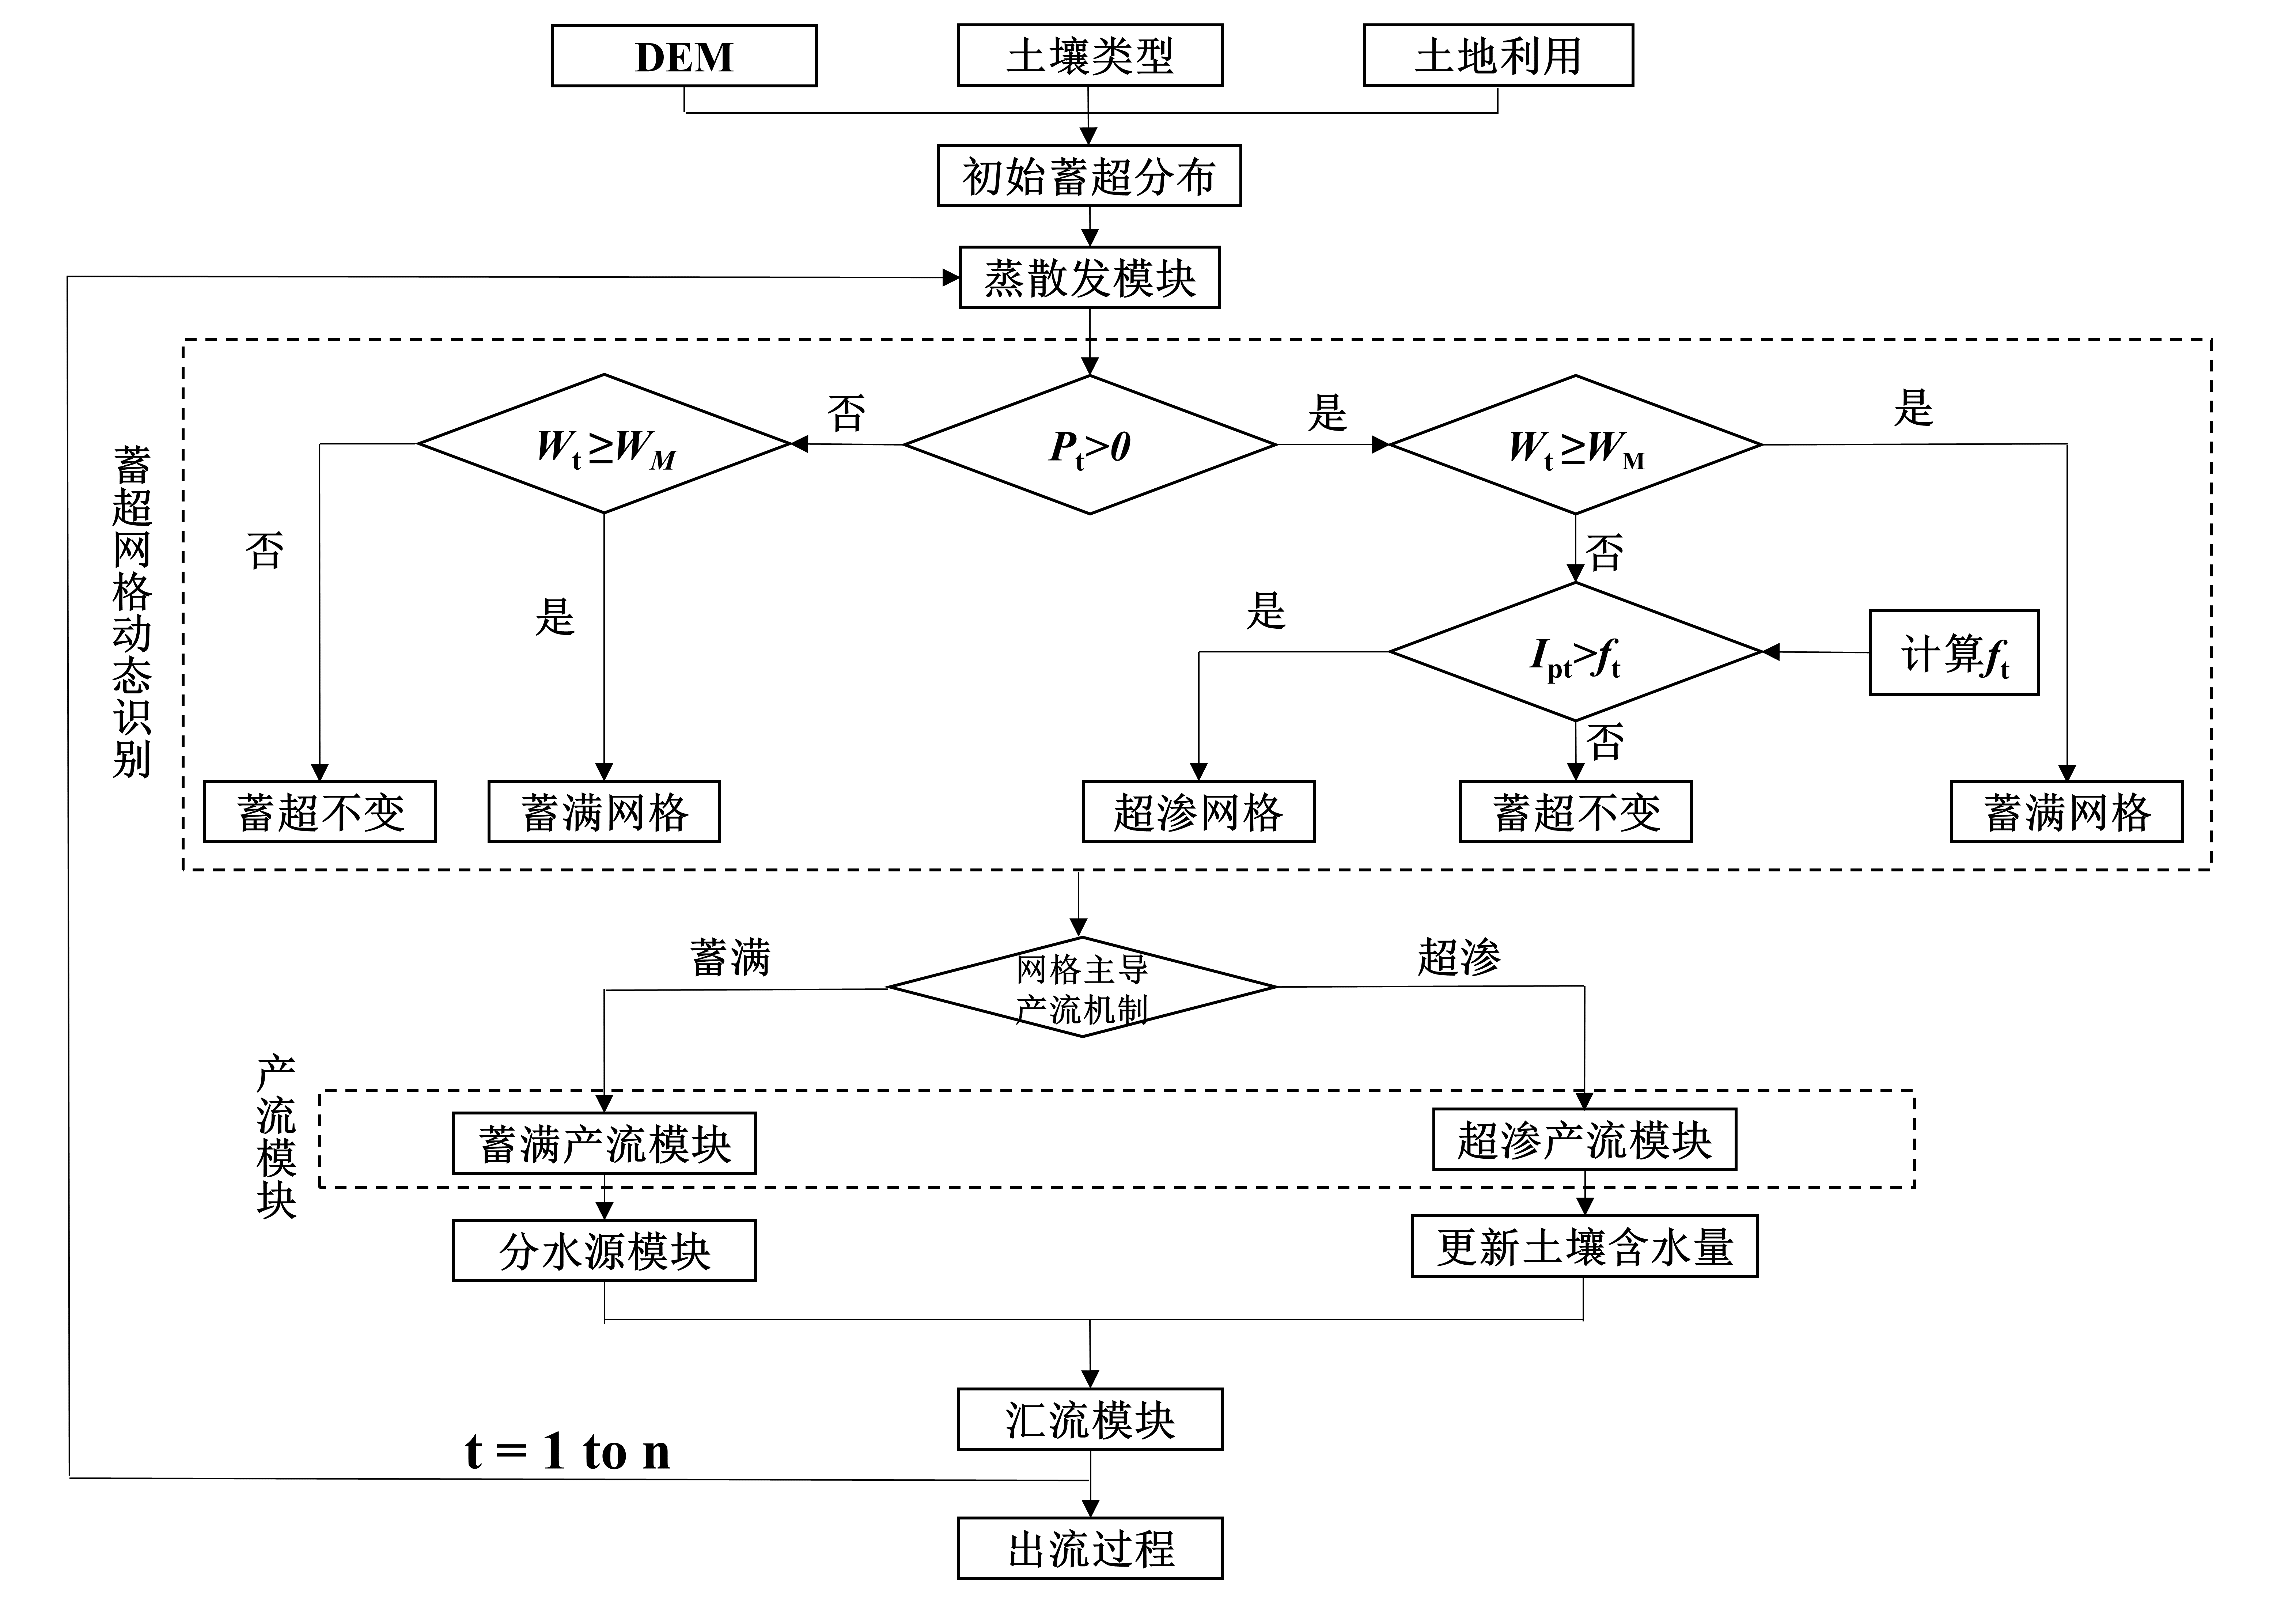 DEM
土壤类型
土地利用
初始蓄超分布
蒸散发模块
蓄超网格动态识别
否
Wt≥WM
否
Pt>0
是
Wt≥WM
是
是
否
是
Ipt>ft
计算ft
否
蓄超不变
蓄满网格
超渗网格
蓄超不变
蓄满网格
蓄满
网格主导
产流机制
超渗
产流模块
蓄满产流模块
超渗产流模块
分水源模块
更新土壤含水量
汇流模块
t = 1 to n
出流过程